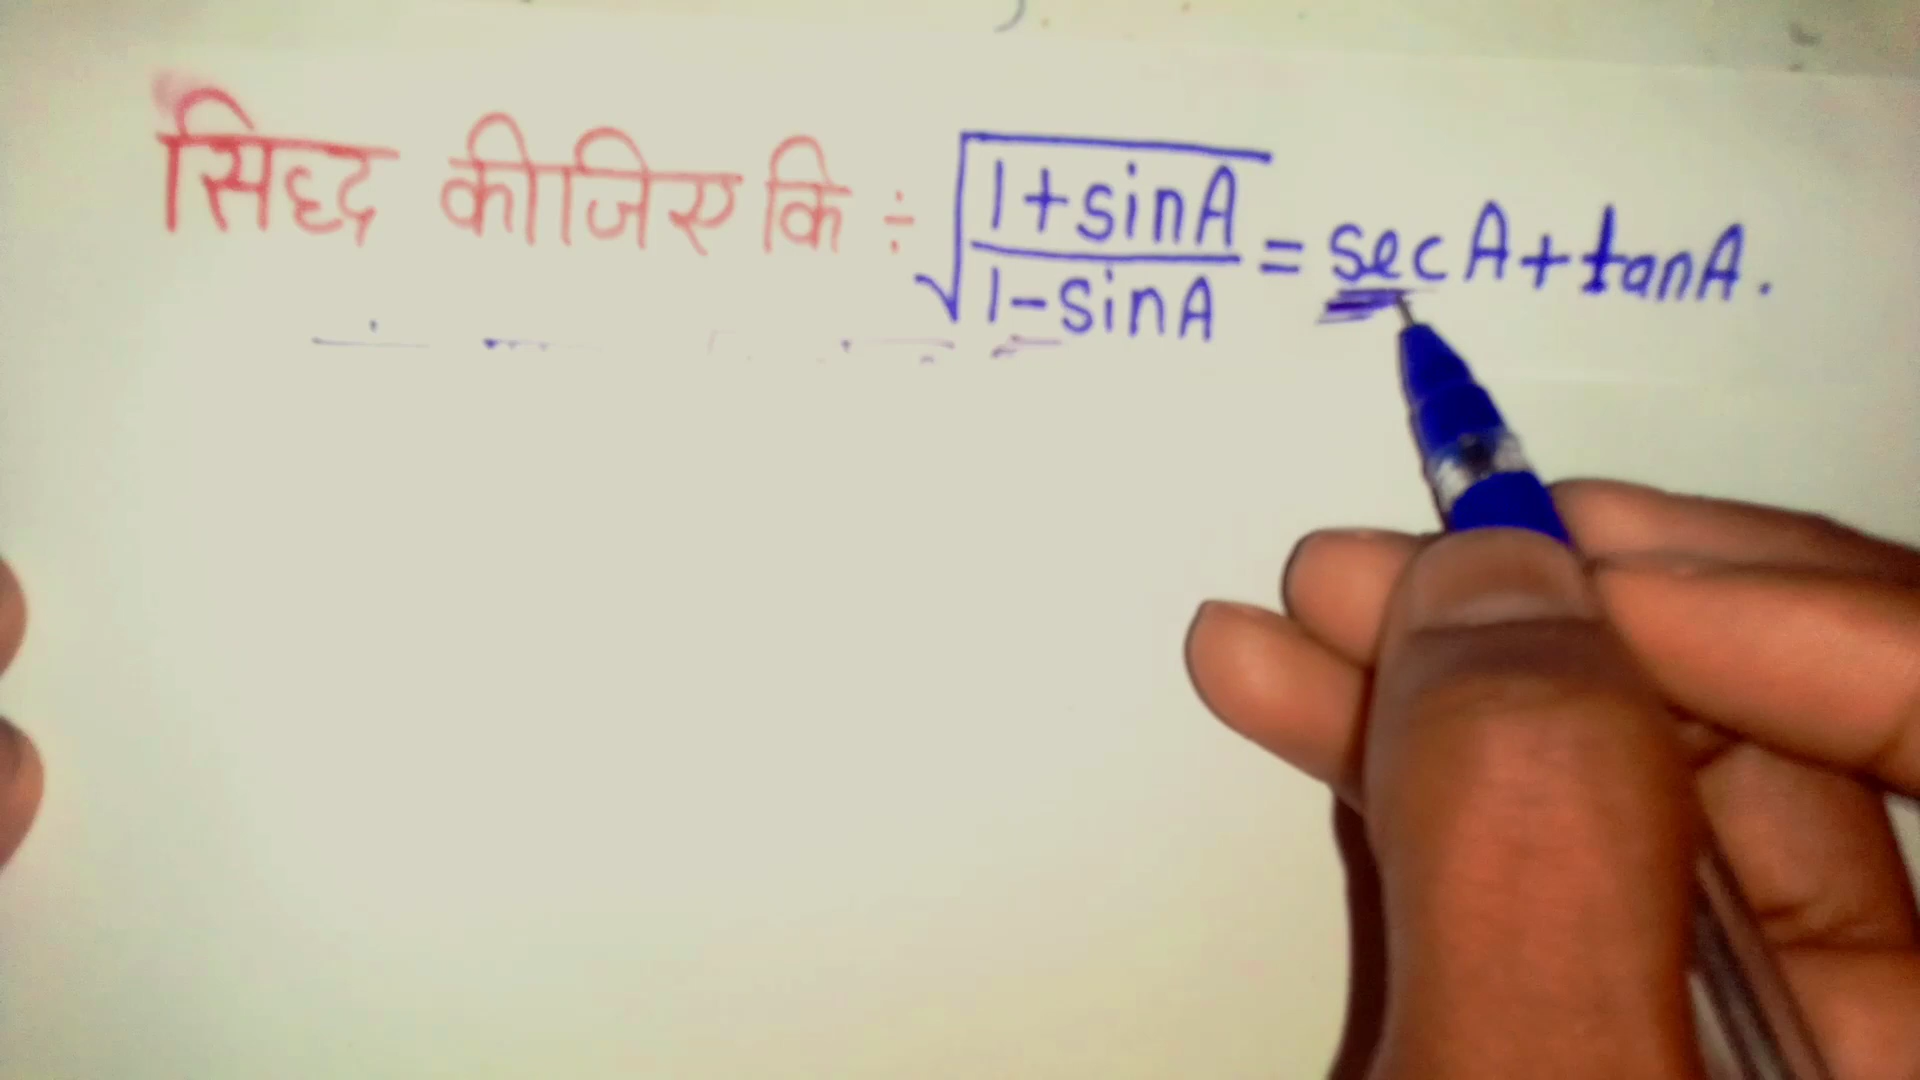 सिद्ध कीजिए कि ÷ √(1+sinA / 1-sinA) = secA + tanA.